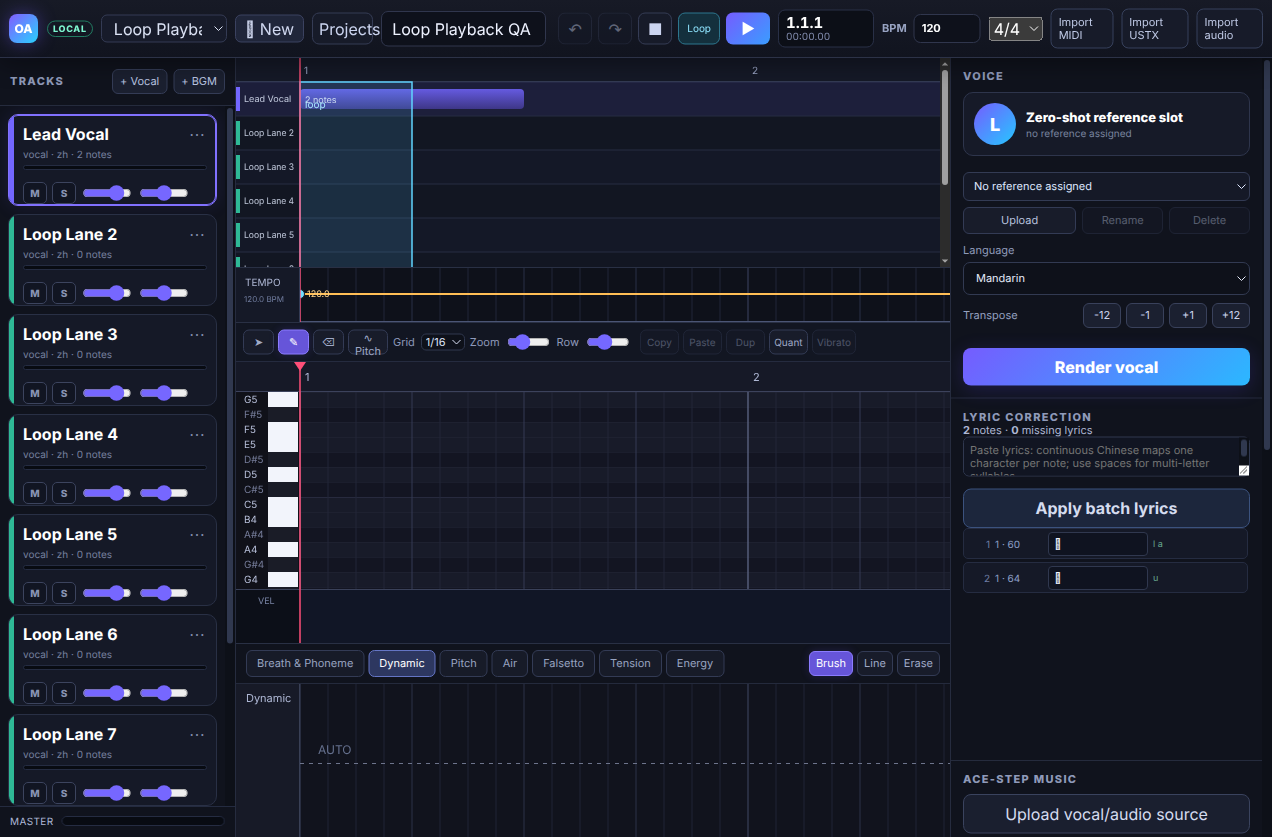 OA
LOCAL
Loop Playba
New
Projects
Loop Playback QA
Loop
1.1.1
00:00.00
BPM
120
4/4
Import
MIDI
Import
USTX
Import
audio
TRACKS
+ Vocal
+ BGM
Lead Vocal
vocal · zh · 2 notes
M S
Loop Lane 2
vocal · zh · 0 notes
M S
Loop Lane 3
vocal · zh · 0 notes
M S
Loop Lane 4
vocal · zh · 0 notes
M S
Loop Lane 5
vocal · zh · 0 notes
M S
Loop Lane 6
vocal · zh · 0 notes
M S
Loop Lane 7
vocal · zh · 0 notes
M S
MASTER
1 2
Lead Vocal
2 notes
loop
Loop Lane 2
Loop Lane 3
Loop Lane 4
Loop Lane 5
TEMPO
120.0 BPM
120.0
Pitch
Grid
1/16
Zoom
Row
Copy
Paste
Dup
Quant
Vibrato
1 2
G5
F#5
F5
E5
D#5
D5
C#5
C5
B4
A#4
A4
G#4
G4
VEL
Breath & Phoneme
Dynamic
Pitch
Air
Falsetto
Tension
Energy
Brush
Line
Erase
Dynamic
AUTO
VOICE
L
Zero-shot reference slot
no reference assigned
No reference assigned
Upload
Rename
Delete
Language
Mandarin
Transpose
-12
-1
+1
+12
Render vocal
LYRIC CORRECTION
2 notes · 0 missing lyrics
Paste lyrics: continuous Chinese maps one
character per note; use spaces for multi-letter
syllables
Apply batch lyrics
1 1 · 60
l a
2 1 · 64
u
ACE-STEP MUSIC
Upload vocal/audio source